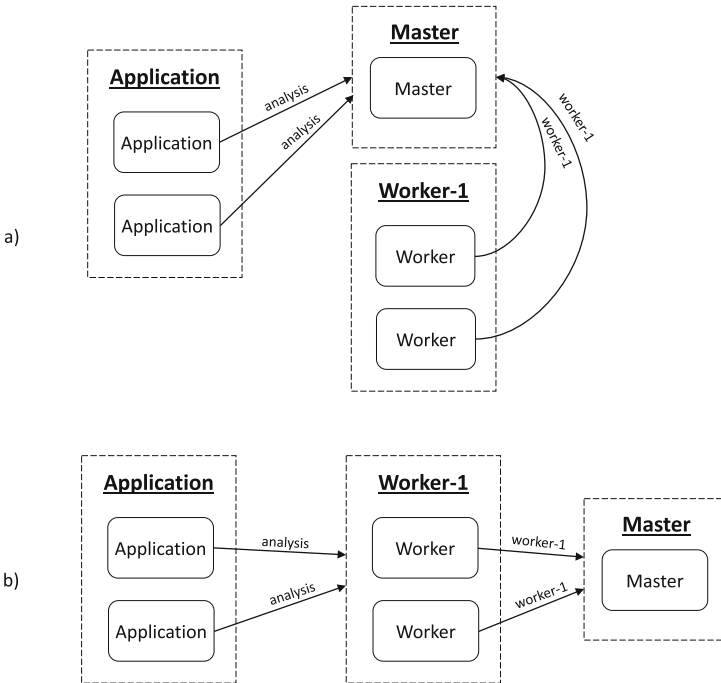 Master
Application
Master
analysis
Application
analysis
worker-1
worker-1
Worker-1
Application
a)
Worker
Worker
Application
Worker-1
Master
Application
analysis
Worker
worker-1
b)
Master
analysis
worker-1
Application
Worker